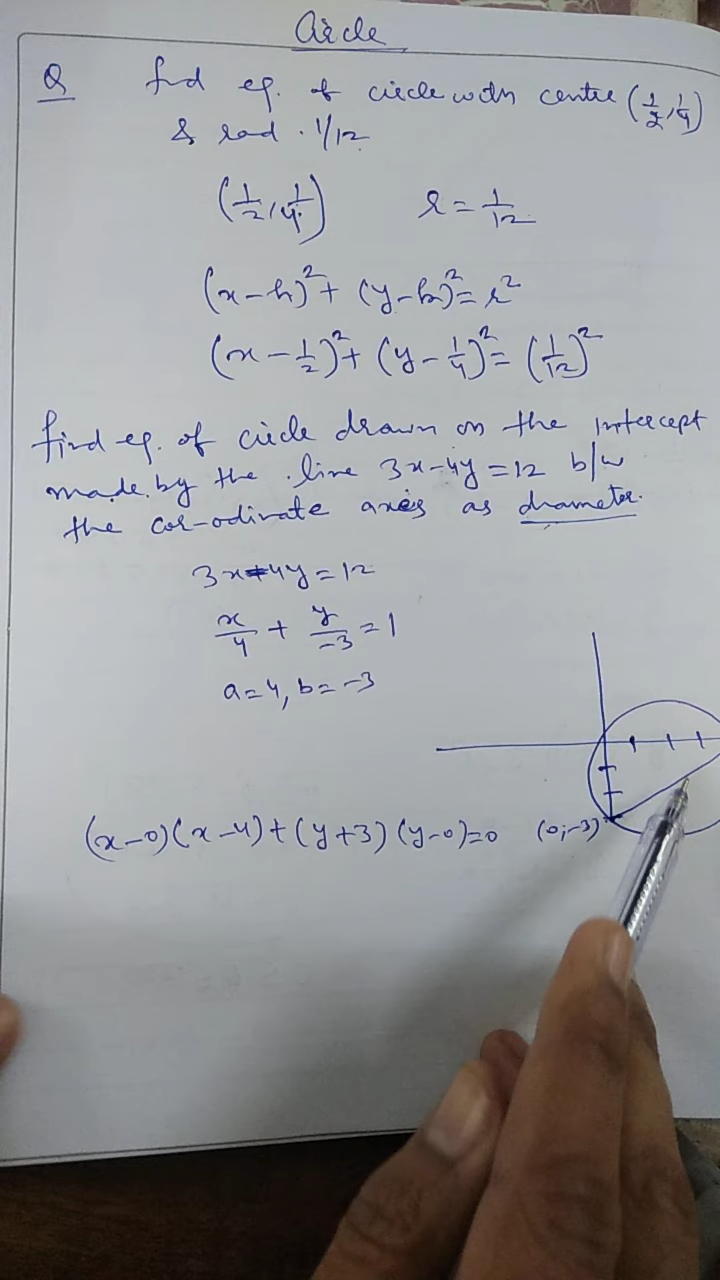 Circle
Q find eq. of circle with centre (1/2, 1/4)
& rad. 1/12
(1/2, 1/4) r = 1/12
(x-h)²+ (y-k)²= r²
(x - 1/2)²+ (y - 1/4)²= (1/12)²
find eq. of circle drawn on the intercept
made by the line 3x-4y=12 b/w
the cor-odinate axes as diameter.
3x-4y=12
x/4 + y/-3 = 1
a=4, b=-3
(x-0)(x-4)+(y+3)(y-0)=0 (0,-3)